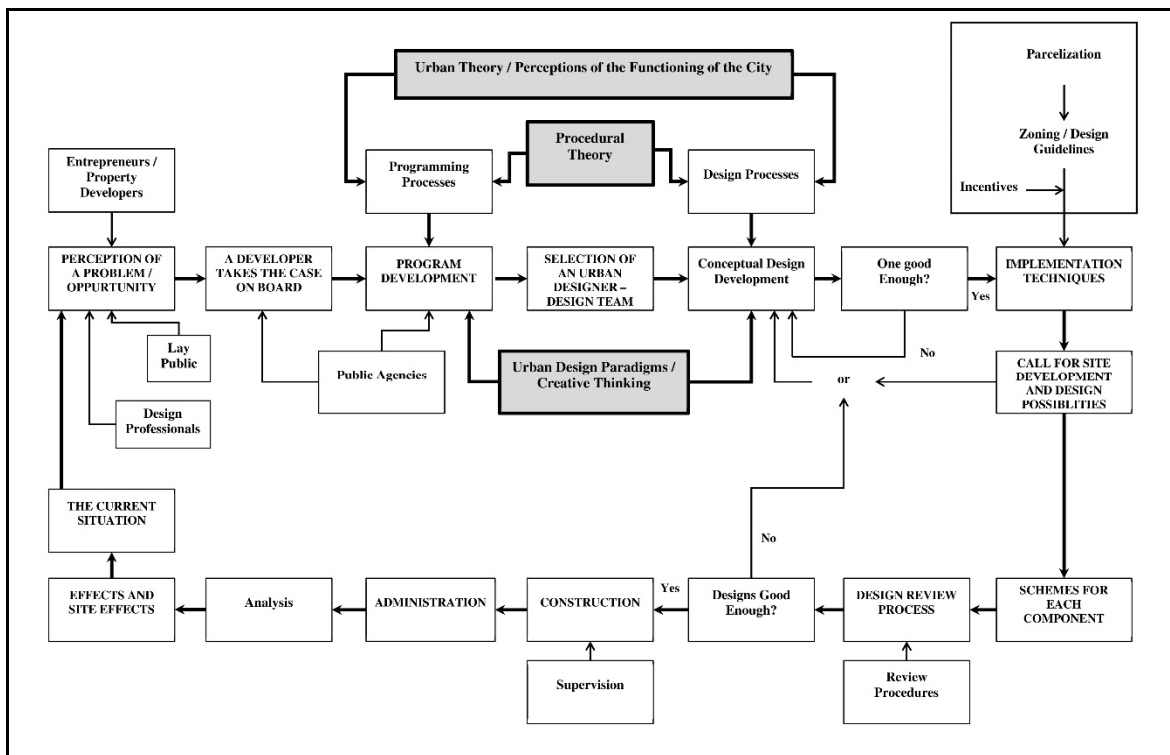 Urban Theory / Perceptions of the Functioning of the City
Parcelization
Procedural
Theory
Zoning / Design
Guidelines
Entrepreneurs /
Property
Developers
Programming
Processes
Design Processes
Incentives
PERCEPTION OF
A PROBLEM /
OPPURTUNITY
A DEVELOPER
TAKES THE CASE
ON BOARD
PROGRAM
DEVELOPMENT
SELECTION OF
AN URBAN
DESIGNER –
DESIGN TEAM
Conceptual Design
Development
One good
Enough?
Yes
IMPLEMENTATION
TECHNIQUES
Lay
Public
Public Agencies
Urban Design Paradigms /
Creative Thinking
No
or
CALL FOR SITE
DEVELOPMENT
AND DESIGN
POSSIBLITIES
Design
Professionals
THE CURRENT
SITUATION
No
EFFECTS AND
SITE EFFECTS
Analysis
ADMINISTRATION
CONSTRUCTION
Yes
Designs Good
Enough?
DESIGN REVIEW
PROCESS
SCHEMES FOR
EACH
COMPONENT
Supervision
Review
Procedures